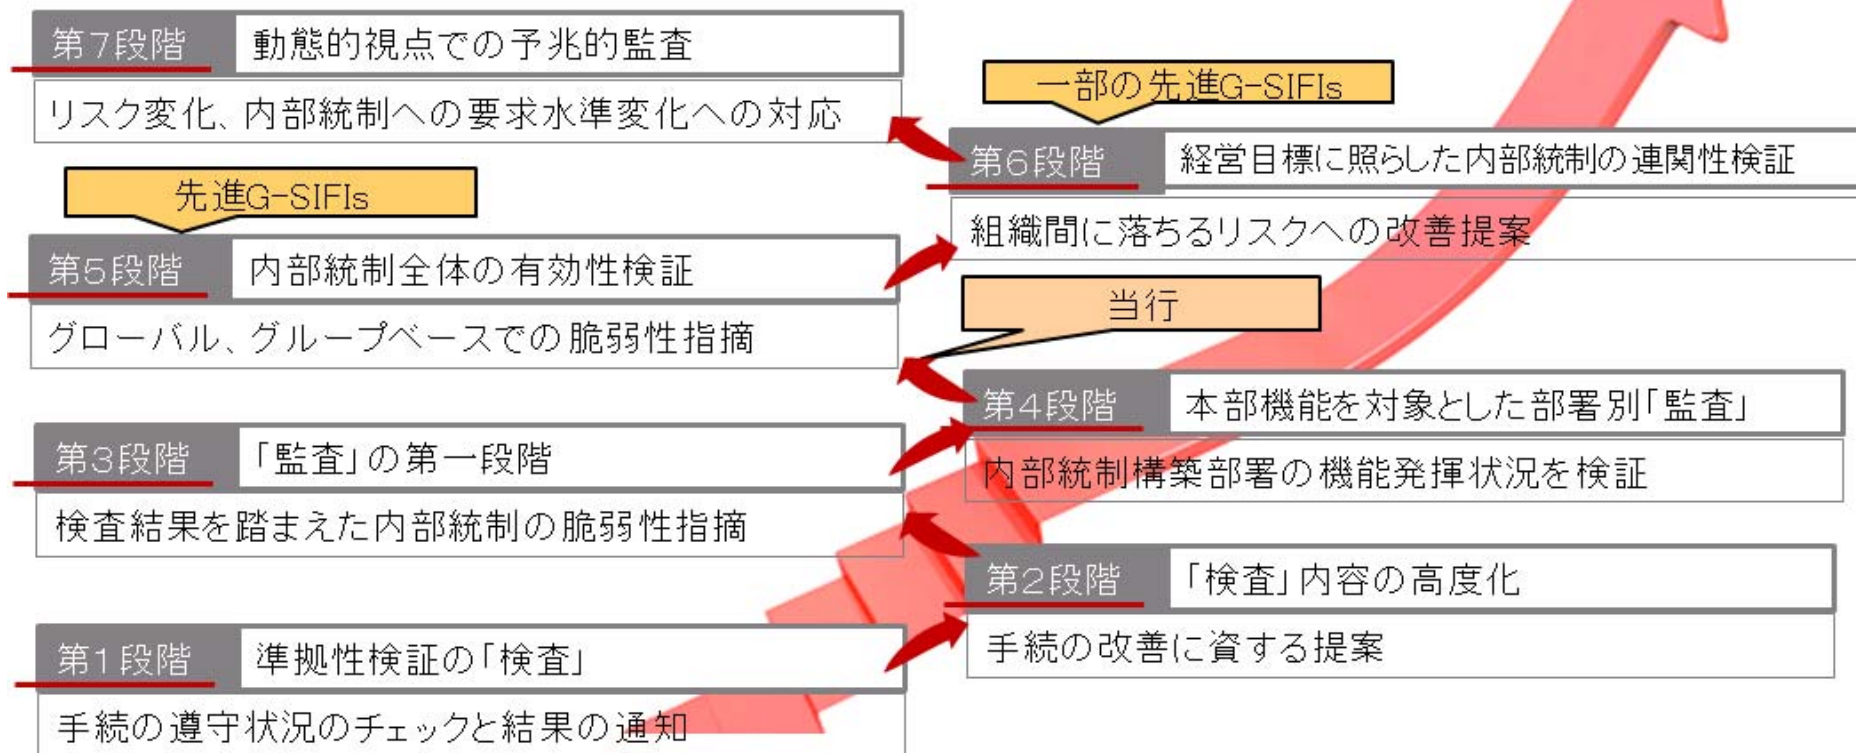 第7段階 動態的視点での予兆的監査
リスク変化、内部統制への要求水準変化への対応
一部の先進G-SIFIs
第6段階 経営目標に照らした内部統制の連関性検証
組織間に落ちるリスクへの改善提案
先進G-SIFIs
第5段階 内部統制全体の有効性検証
グローバル、グループベースでの脆弱性指摘
当行
第4段階 本部機能を対象とした部署別「監査」
内部統制構築部署の機能発揮状況を検証
第3段階 「監査」の第一段階
検査結果を踏まえた内部統制の脆弱性指摘
第2段階 「検査」内容の高度化
手続の改善に資する提案
第1段階 準拠性検証の「検査」
手続の遵守状況のチェックと結果の通知